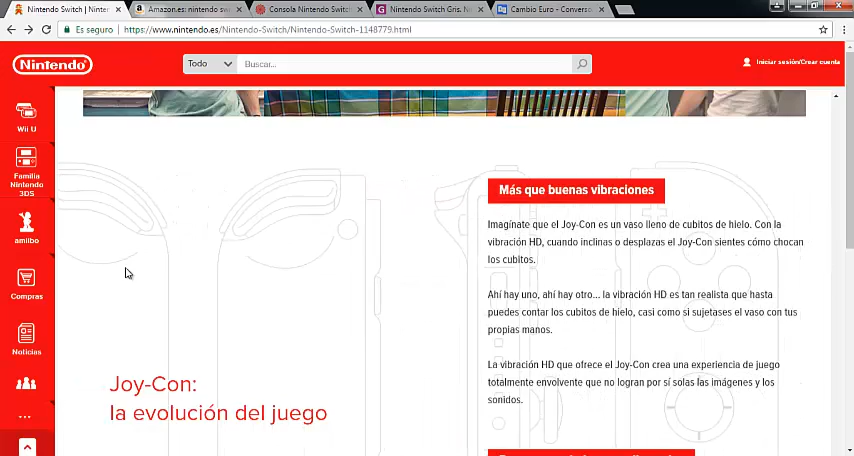 Nintendo Switch | Ninten
Amazon.es: nintendo swi
Consola Nintendo Switch
Nintendo Switch Gris. N
Cambio Euro - Conversor
Es seguro
https://www.nintendo.es/Nintendo-Switch/Nintendo-Switch-1148779.html
Nintendo
Todo
Buscar...
Iniciar sesión/Crear cuenta
Wii U
Familia
Nintendo
3DS
amiibo
Compras
Noticias
...
Más que buenas vibraciones
Imagínate que el Joy-Con es un vaso lleno de cubitos de hielo. Con la
vibración HD, cuando inclinas o desplazas el Joy-Con sientes cómo chocan
los cubitos.
Ahí hay uno, ahí hay otro... la vibración HD es tan realista que hasta
puedes contar los cubitos de hielo, casi como si sujetases el vaso con tus
propias manos.
La vibración HD que ofrece el Joy-Con crea una experiencia de juego
totalmente envolvente que no logran por sí solas las imágenes y los
sonidos.
Joy-Con:
la evolución del juego